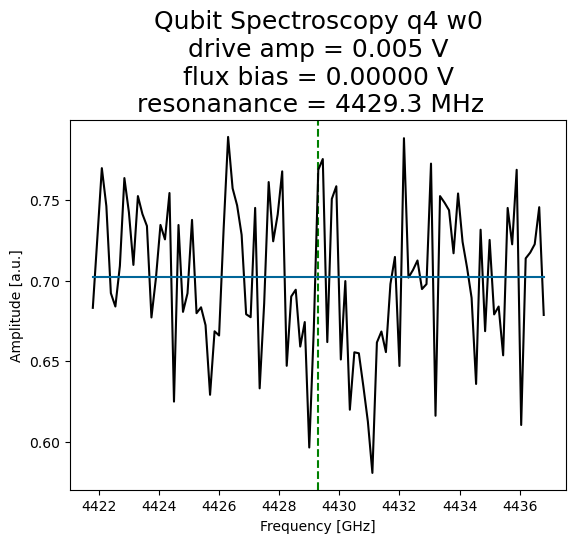 Qubit Spectroscopy q4 w0
drive amp = 0.005 V
flux bias = 0.00000 V
resonanance = 4429.3 MHz
0.75
0.70
0.65
0.60
Amplitude [a.u.]
4422 4424 4426 4428 4430 4432 4434 4436
Frequency [GHz]